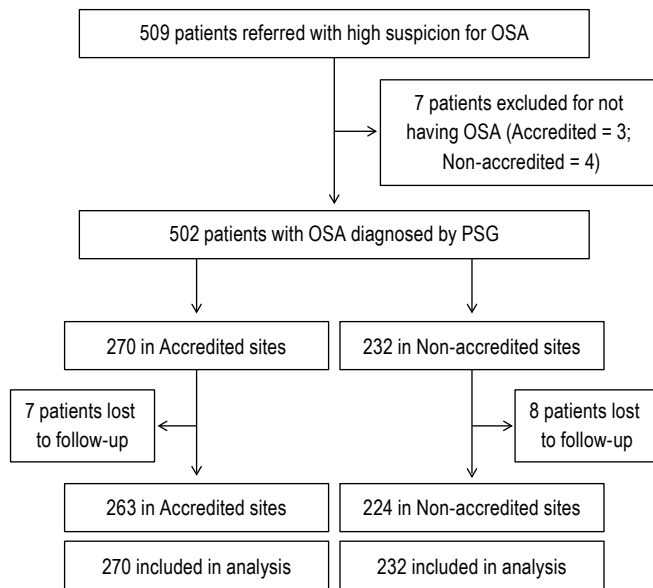 509 patients referred with high suspicion for OSA
7 patients excluded for not
having OSA (Accredited = 3;
Non-accredited = 4)
502 patients with OSA diagnosed by PSG
270 in Accredited sites
232 in Non-accredited sites
7 patients lost
to follow-up
8 patients lost
to follow-up
263 in Accredited sites
224 in Non-accredited sites
270 included in analysis
232 included in analysis